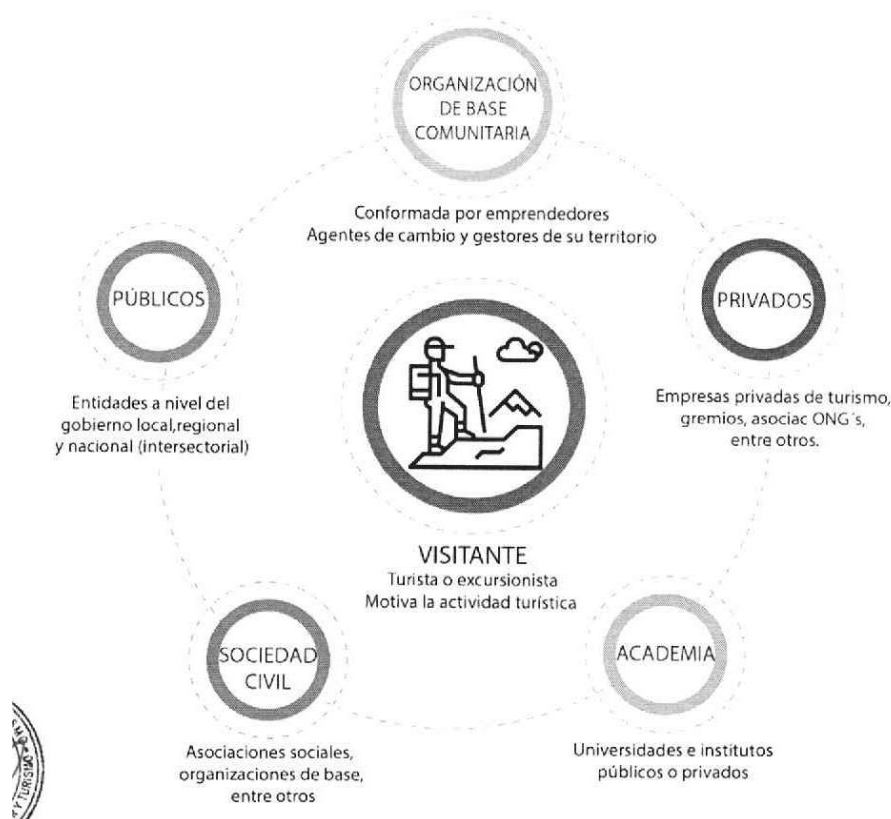 ORGANIZACIÓN
DE BASE
COMUNITARIA
Conformada por emprendedores
Agentes de cambio y gestores de su territorio
PÚBLICOS
Entidades a nivel del
gobierno local,regional
y nacional (intersectorial)
PRIVADOS
Empresas privadas de turismo,
gremios, asociac ONG´s,
entre otros.
VISITANTE
Turista o excursionista
Motiva la actividad turística
SOCIEDAD
CIVIL
Asociaciones sociales,
organizaciones de base,
entre otros
ACADEMIA
Universidades e institutos
públicos o privados
Y TURISMO